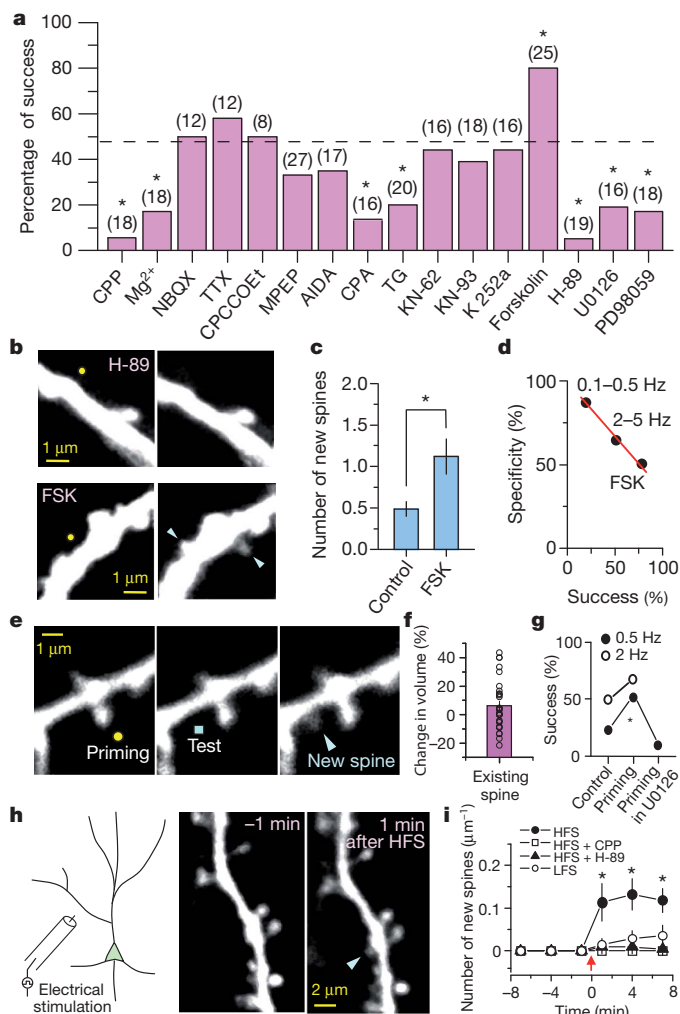 a
Percentage of success
100
80
60
40
20
0
*
(18)
*
(18)
(12)
(12)
(8)
(27)
(17)
*
(16)
*
(20)
(16)
(18)
(16)
*
(25)
*
(19)
*
(16)
*
(18)
CPP
Mg2+
NBQX
TTX
CPCCOEt
MPEP
AIDA
CPA
TG
KN-62
KN-93
K 252a
Forskolin
H-89
U0126
PD98059
b
H-89
1 μm
FSK
1 μm
c
Number of new spines
2.0
1.5
1.0
0.5
0.0
*
Control
FSK
d
Specificity (%)
100
50
0
0.1–0.5 Hz
2–5 Hz
FSK
0
50
100
Success (%)
e
1 μm
Priming
Test
New spine
f
Change in volume (%)
40
20
0
−20
Existing
spine
g
Success (%)
100
50
0
0.5 Hz
2 Hz
*
Control
Priming
Priming
in U0126
h
Electrical
stimulation
−1 min
1 min
after HFS
2 μm
i
Number of new spines (μm−1)
0.2
0.1
0
HFS
HFS + CPP
HFS + H-89
LFS
*
*
*
−8
−4
0
4
8
Time (min)